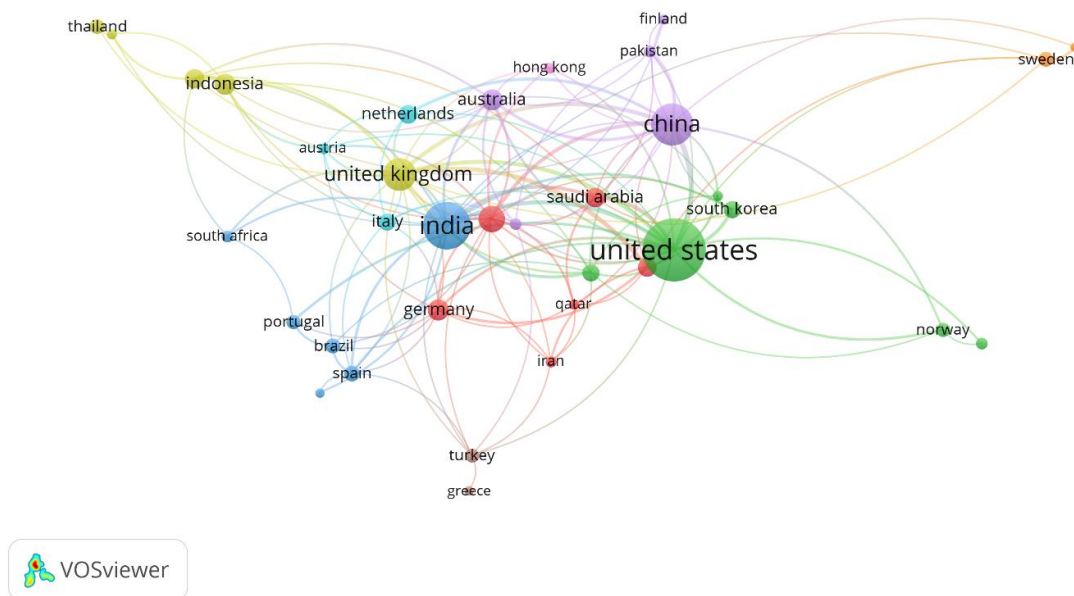 finland
thailand
pakistan
sweden
hong kong
indonesia
australia
netherlands
china
austria
united kingdom
saudi arabia
south korea
italy
india
south africa
united states
qatar
germany
portugal
norway
brazil
iran
spain
turkey
greece
VOSviewer